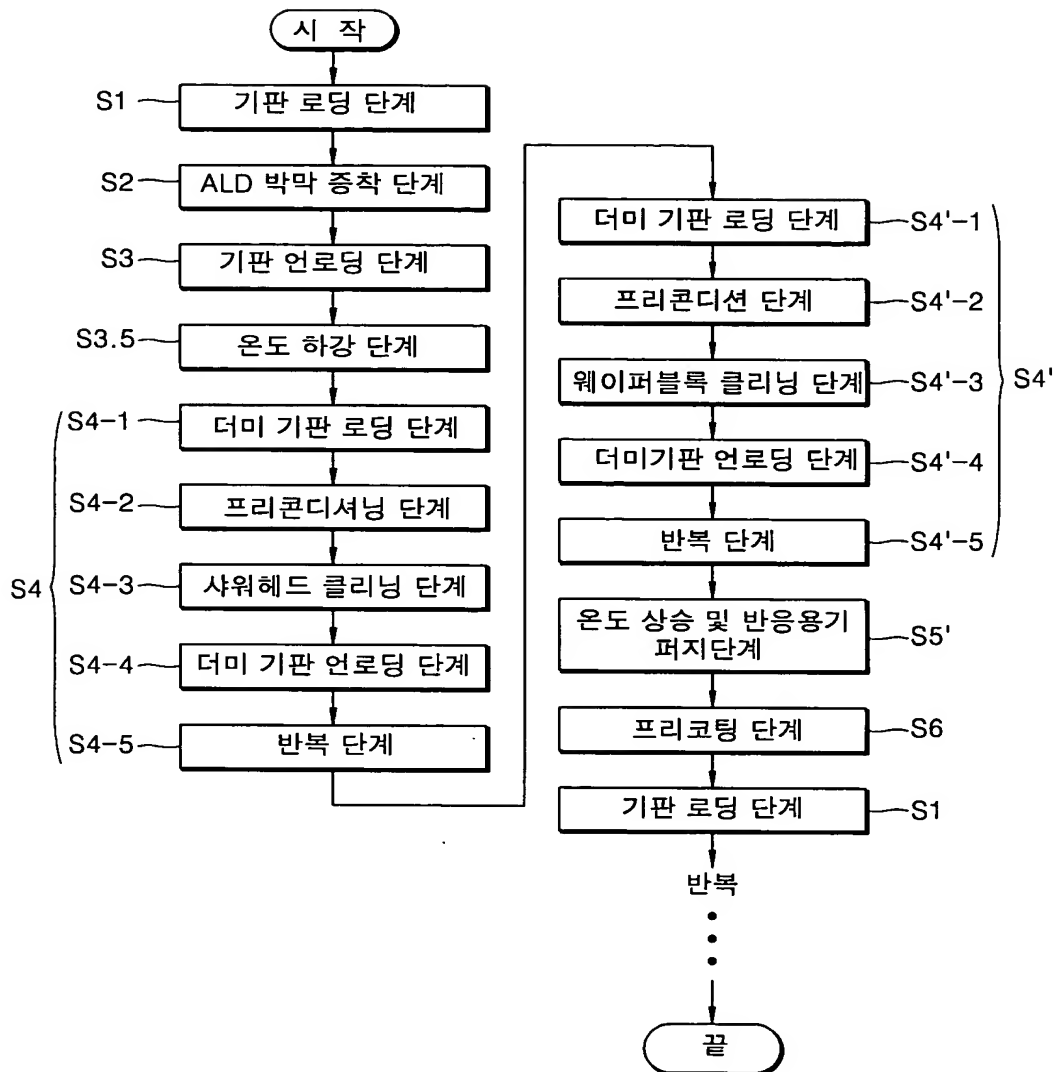 시 작
S1 기판 로딩 단계
S2 ALD 박막 증착 단계
S3 기판 언로딩 단계
S3.5 온도 하강 단계
S4
S4-1 더미 기판 로딩 단계
S4-2 프리콘디셔닝 단계
S4-3 샤워헤드 클리닝 단계
S4-4 더미 기판 언로딩 단계
S4-5 반복 단계
더미 기판 로딩 단계 S4'-1
프리콘디션 단계 S4'-2
웨이퍼블록 클리닝 단계 S4'-3
더미기판 언로딩 단계 S4'-4
반복 단계 S4'-5
S4'
온도 상승 및 반응용기
퍼지단계 S5'
프리코팅 단계 S6
기판 로딩 단계 S1
반복
끝